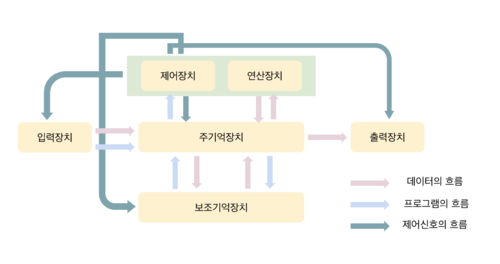 제어장치
연산장치
입력장치
주기억장치
출력장치
보조기억장치
데이터의 흐름
프로그램의 흐름
제어신호의 흐름